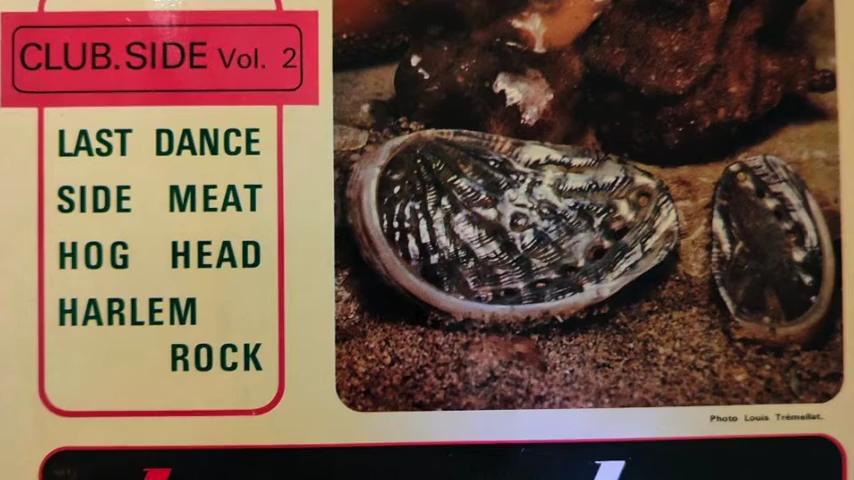 CLUB.SIDE Vol. 2
LAST DANCE
SIDE MEAT
HOG HEAD
HARLEM
ROCK
Photo Louis Trémellat.